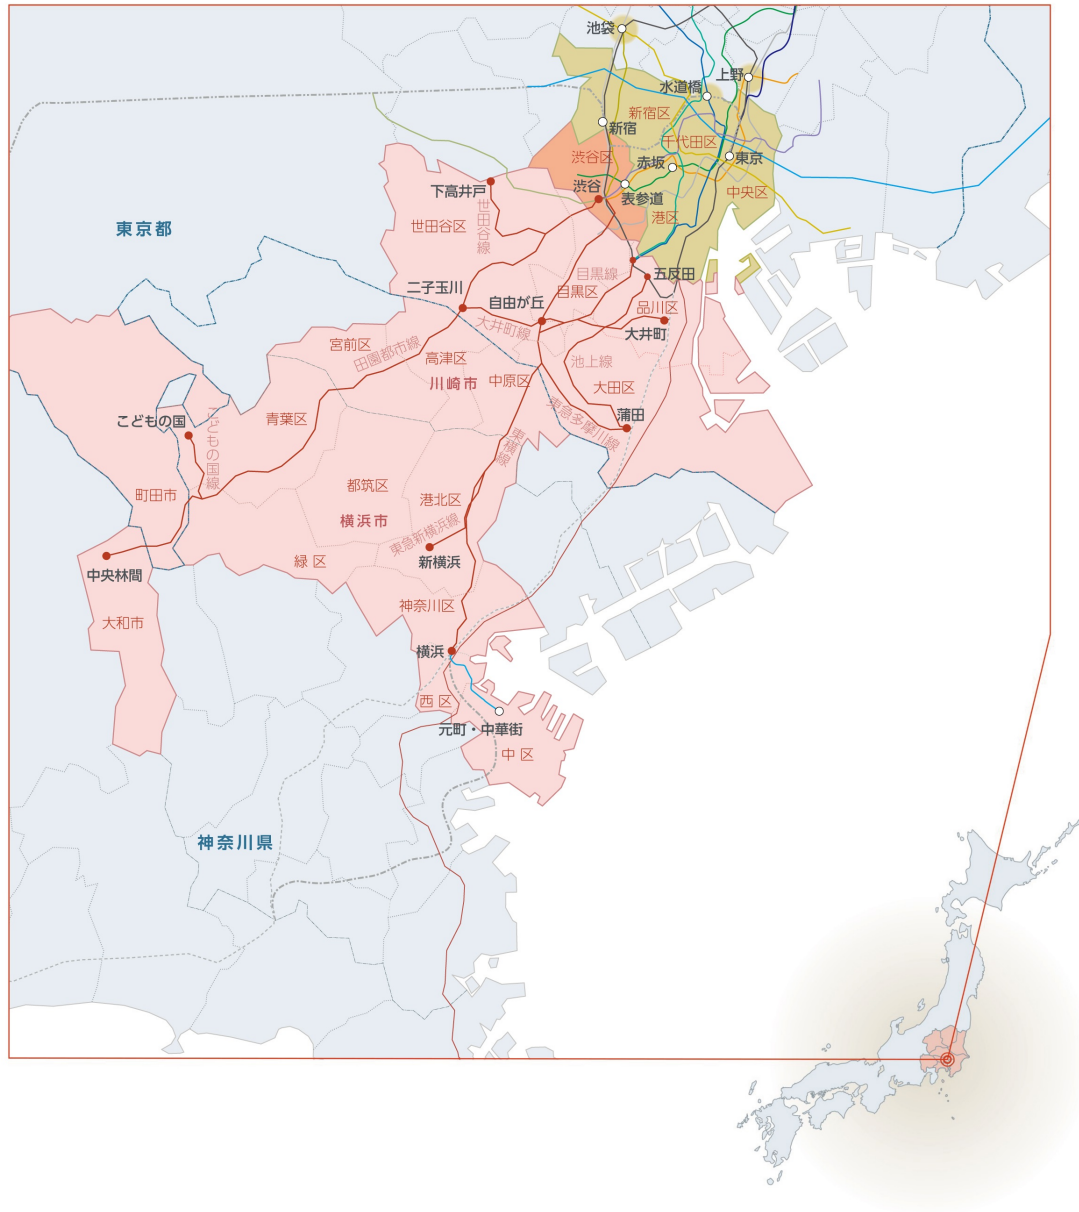 池袋
上野
水道橋
新宿区
新宿
千代田区
渋谷区
赤坂
東京
下高井戸
渋谷
表参道
中央区
世田谷線
世田谷区
港区
東京都
目黒線
五反田
二子玉川
目黒区
自由が丘
品川区
大井町線
大井町
宮前区
田園都市線
高津区
池上線
川崎市
中原区
大田区
こどもの国
青葉区
東急多摩川線
蒲田
こどもの国線
東横線
都筑区
町田市
港北区
横浜市
東急新横浜線
緑 区
新横浜
中央林間
神奈川区
大和市
横浜
西 区
元町・中華街
中 区
神奈川県